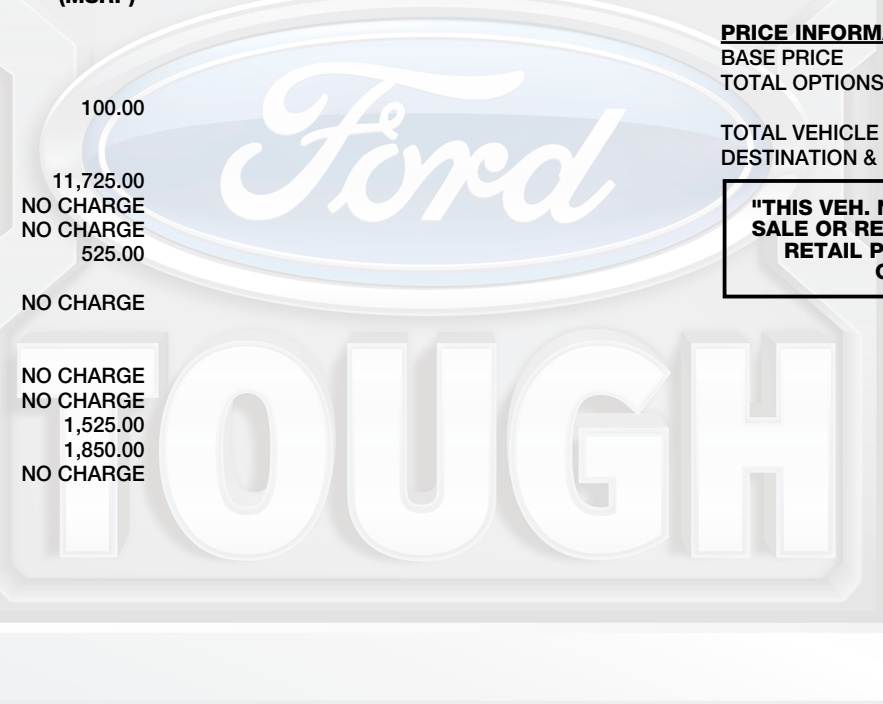 (MSRP)
100.00
11,725.00
NO CHARGE
NO CHARGE
525.00
NO CHARGE
NO CHARGE
NO CHARGE
1,525.00
1,850.00
NO CHARGE
PRICE INFORMA
BASE PRICE
TOTAL OPTIONS
TOTAL VEHICLE
DESTINATION &
"THIS VEH.
SALE OR RE
RETAIL P
Ford
TOUGH